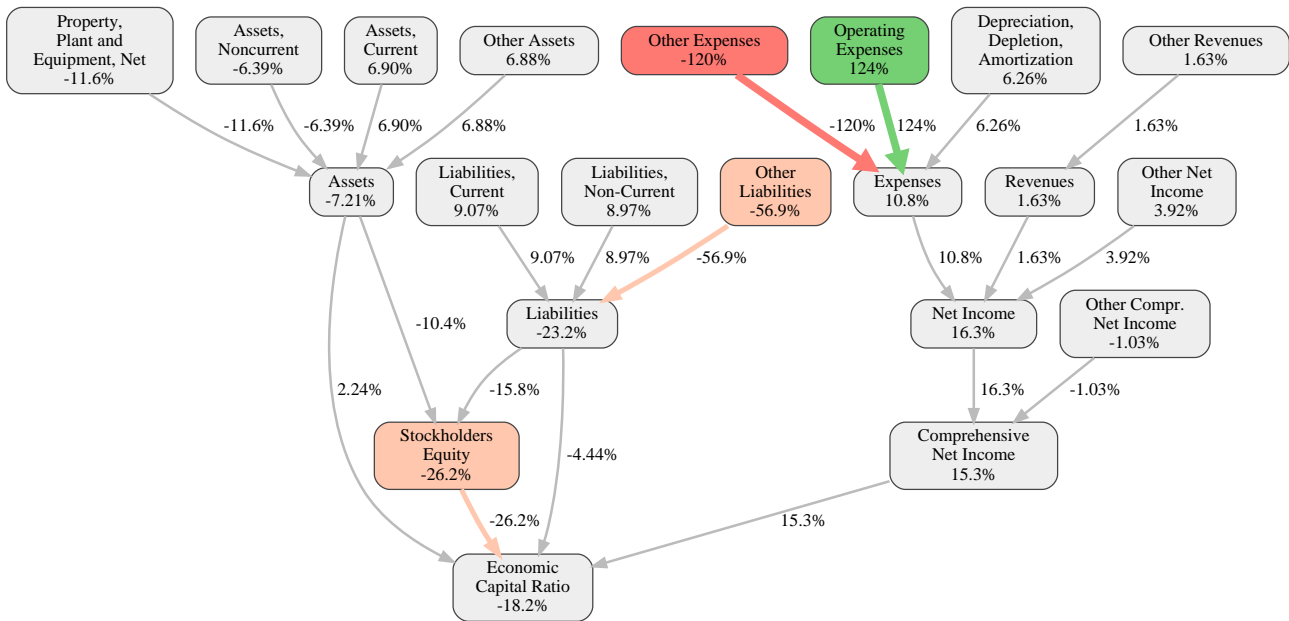 Property,
Plant and
Equipment, Net
-11.6%
Assets,
Noncurrent
-6.39%
Assets,
Current
6.90%
Other Assets
6.88%
Other Expenses
-120%
Operating
Expenses
124%
Depreciation,
Depletion,
Amortization
6.26%
Other Revenues
1.63%
-11.6%
-6.39%
6.90%
6.88%
-120%
124%
6.26%
1.63%
Assets
-7.21%
Liabilities,
Current
9.07%
Liabilities,
Non-Current
8.97%
Other
Liabilities
-56.9%
Expenses
10.8%
Revenues
1.63%
Other Net
Income
3.92%
9.07%
8.97%
-56.9%
10.8%
1.63%
3.92%
-10.4%
Liabilities
-23.2%
Net Income
16.3%
Other Compr.
Net Income
-1.03%
2.24%
-15.8%
16.3%
-1.03%
Stockholders
Equity
-26.2%
-4.44%
Comprehensive
Net Income
15.3%
-26.2%
15.3%
Economic
Capital Ratio
-18.2%